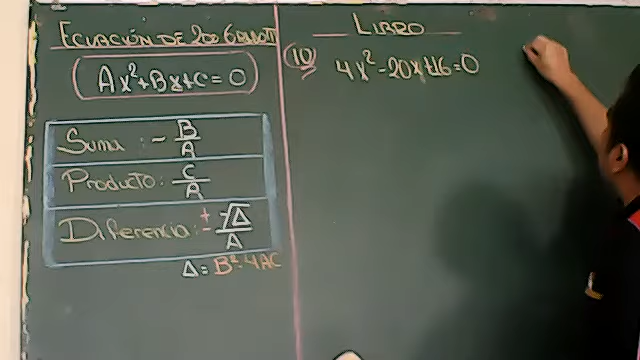 ECUACIÓN DE 2DO GRADO
Ax²+Bx+C=0
Suma : - B/A
Producto: C/A
Diferencia: ± √Δ/A
Δ = B²-4AC
LIBRO
10
4x²-20x+16=0